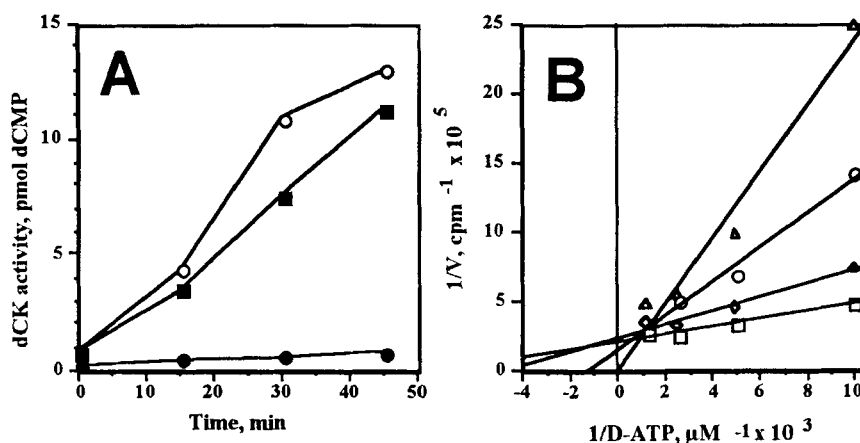 A
15
10
5
0
0 10 20 30 40 50
dCK activity, pmol dCMP
Time, min
B
25
20
15
10
5
0
-4 -2 0 2 4 6 8 10
1/V, cpm -1 x 10 5
1/D-ATP, µM -1 x 10 3